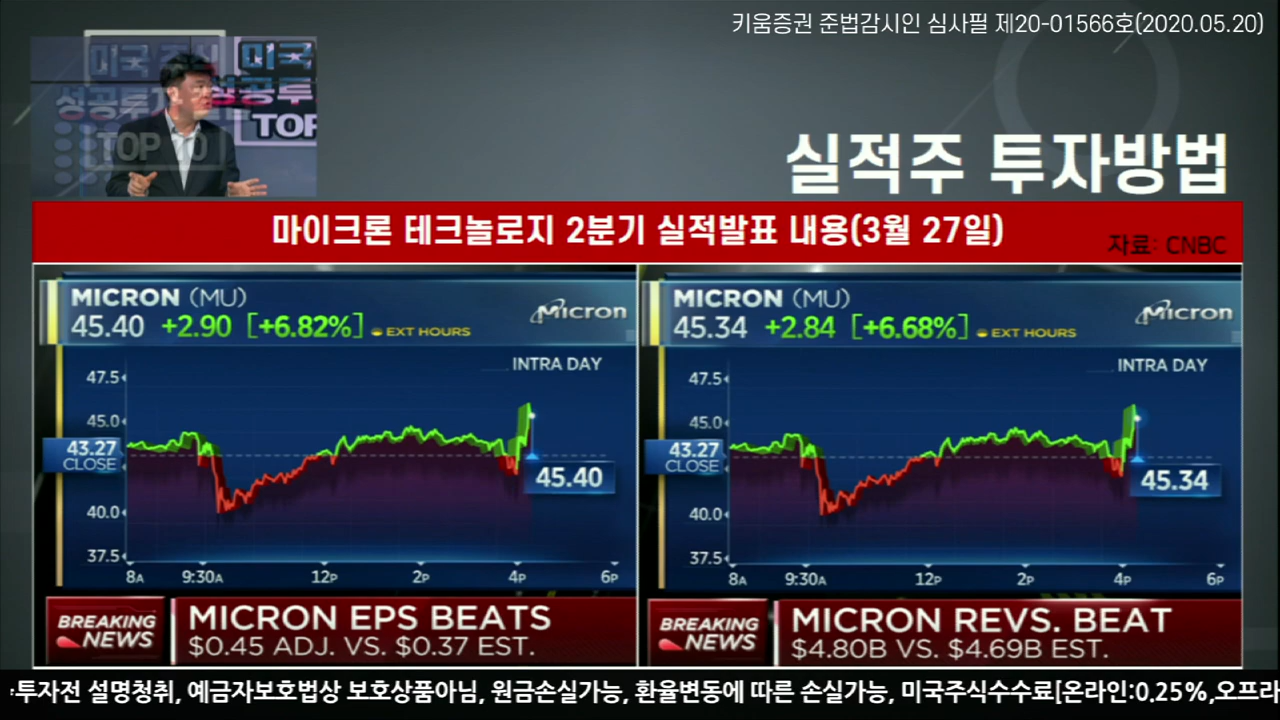 키움증권 준법감시인 심사필 제20-01566호(2020.05.20)
미국
성공투
TOP
TOP 10
실적주 투자방법
마이크론 테크놀로지 2분기 실적발표 내용(3월 27일)
자료: CNBC
MICRON (MU)
45.40 +2.90 [+6.82%] EXT HOURS
Micron
INTRA DAY
47.5
45.0
43.27
CLOSE
40.0
37.5
45.40
8A 9:30A 12P 2P 4P 6P
BREAKING NEWS
MICRON EPS BEATS
$0.45 ADJ. VS. $0.37 EST.
MICRON (MU)
45.34 +2.84 [+6.68%] EXT HOURS
Micron
INTRA DAY
47.5
45.0
43.27
CLOSE
40.0
37.5
45.34
8A 9:30A 12P 2P 4P 6P
BREAKING NEWS
MICRON REVS. BEAT
$4.80B VS. $4.69B EST.
투자전 설명청취, 예금자보호법상 보호상품아님, 원금손실가능, 환율변동에 따른 손실가능, 미국주식수수료[온라인:0.25%,오프라